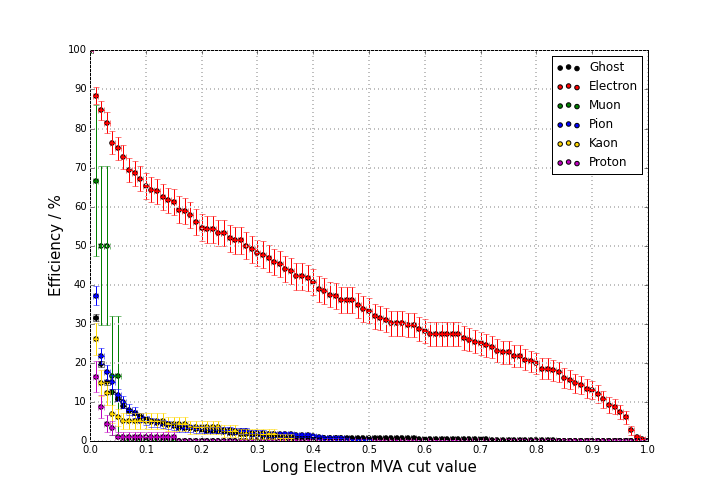 100
90
80
70
60
50
40
30
20
10
0
Efficiency / %
0.0 0.1 0.2 0.3 0.4 0.5 0.6 0.7 0.8 0.9 1.0
Long Electron MVA cut value
Ghost
Electron
Muon
Pion
Kaon
Proton